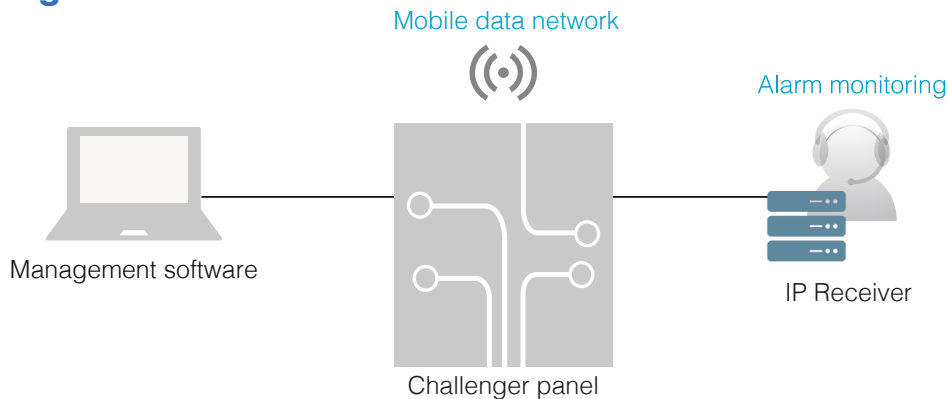 Mobile data network
Alarm monitoring
Management software
IP Receiver
Challenger panel